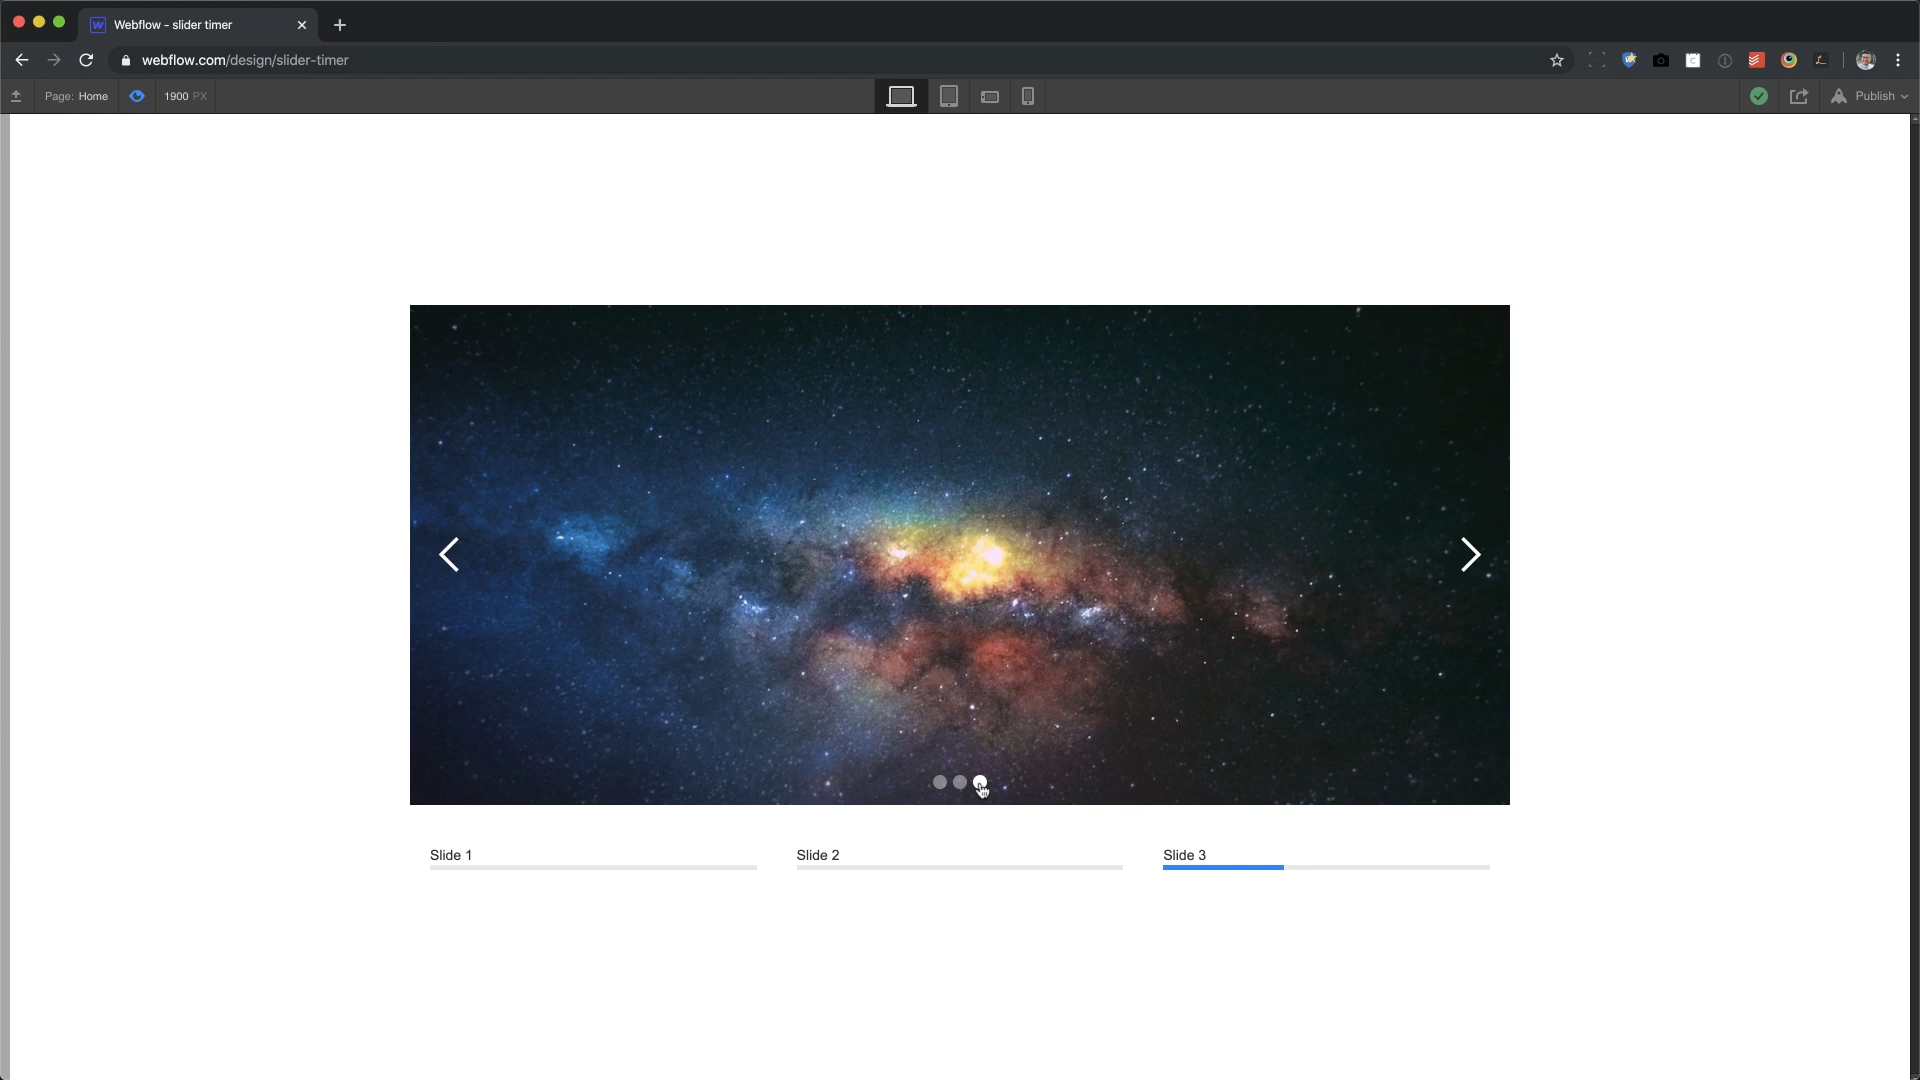 Webflow - slider timer
webflow.com/design/slider-timer
Page: Home
1900 PX
Publish
Slide 1
Slide 2
Slide 3